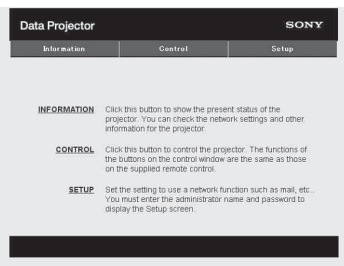 Data Projector SONY
Information Control Setup
INFORMATION Click this button to show the present status of the
projector. You can check the network settings and other
information for the projector.
CONTROL Click this button to control the projector. The functions of
the buttons on the control window are the same as those
on the supplied remote control.
SETUP Set the setting to use a network function such as mail, etc..
You must enter the administrator name and password to
display the Setup screen.